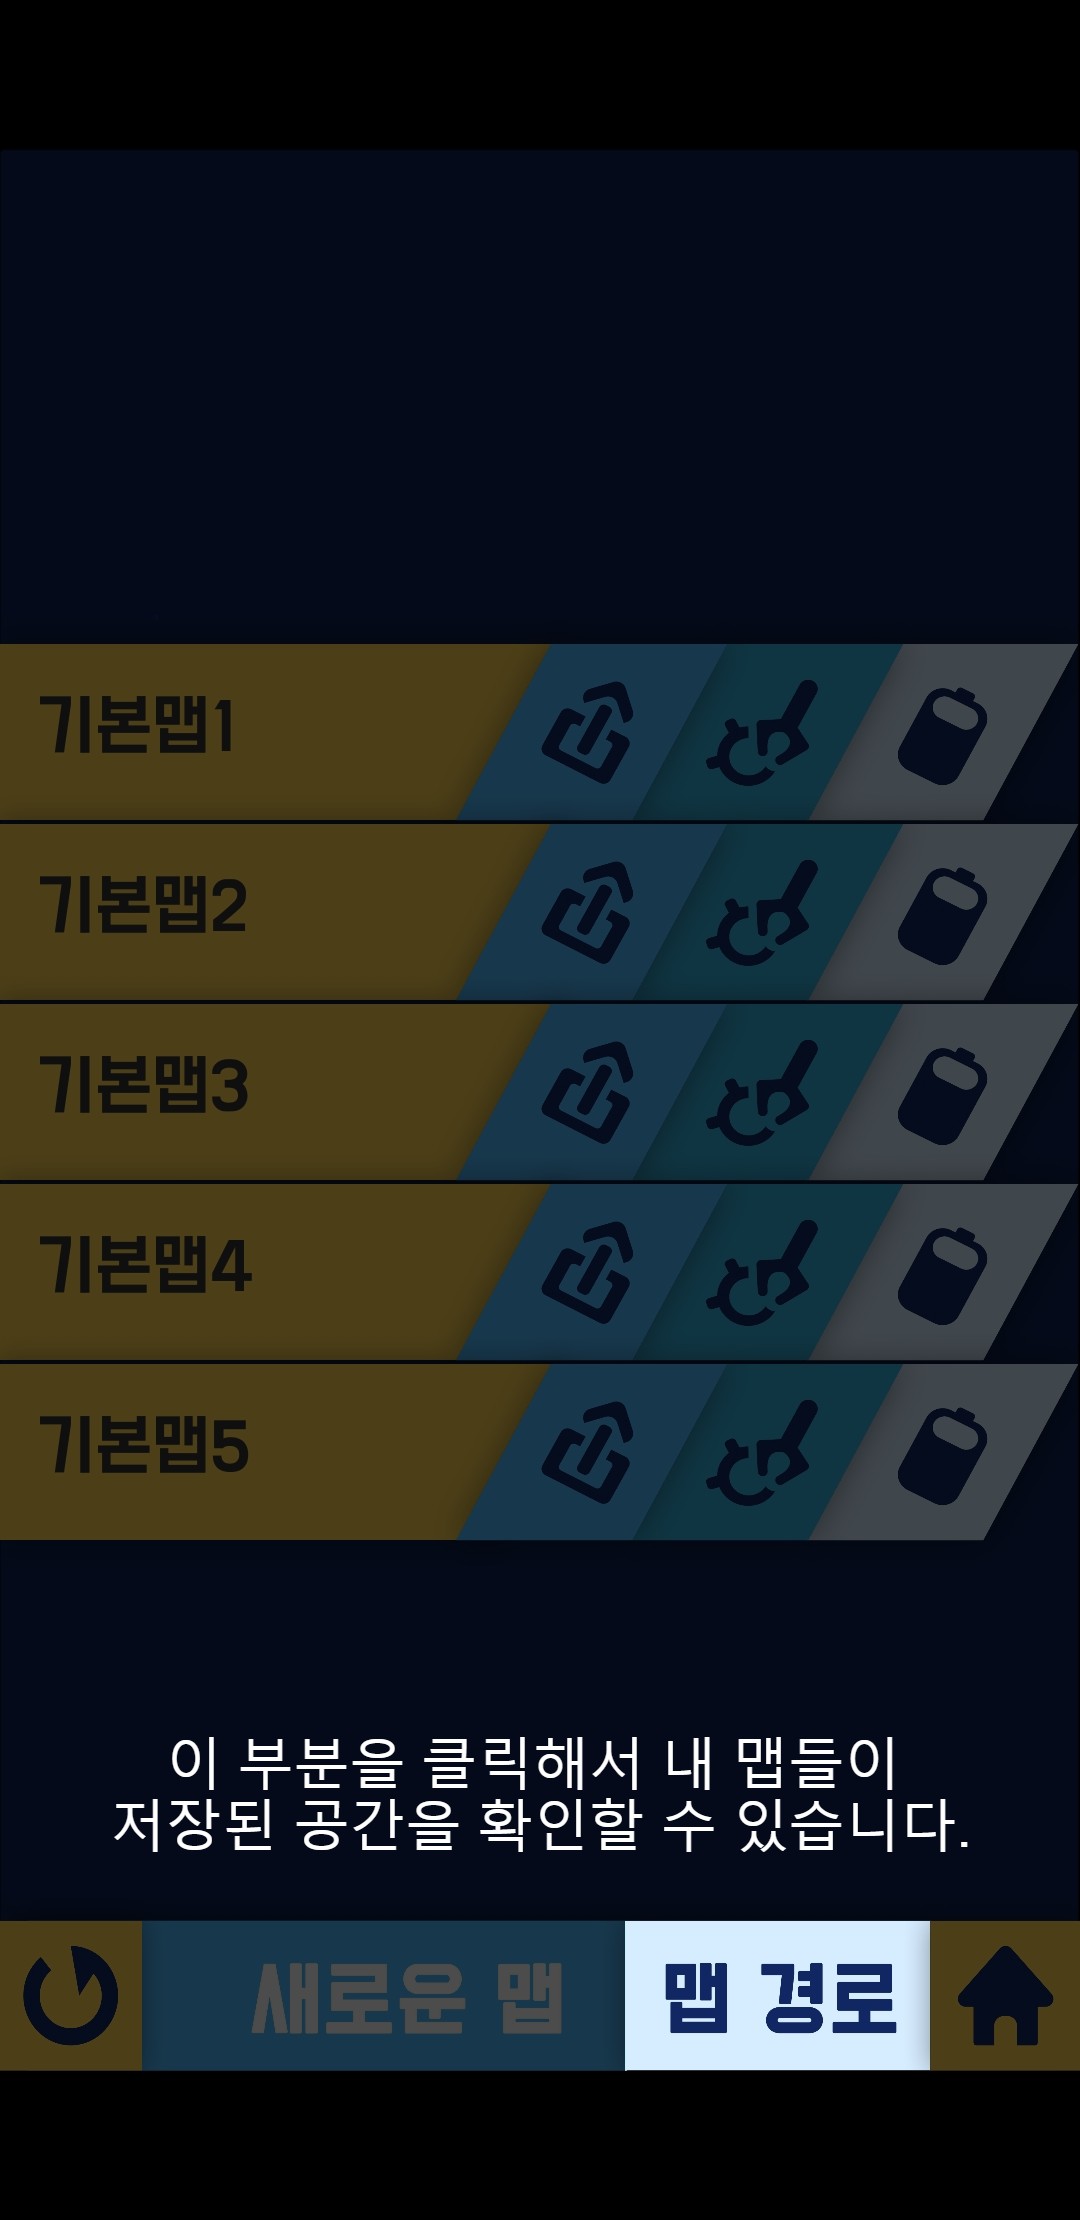 기본맵1
기본맵2
기본맵3
기본맵4
기본맵5
이 부분을 클릭해서 내 맵들이
저장된 공간을 확인할 수 있습니다.
새로운 맵
맵 경로